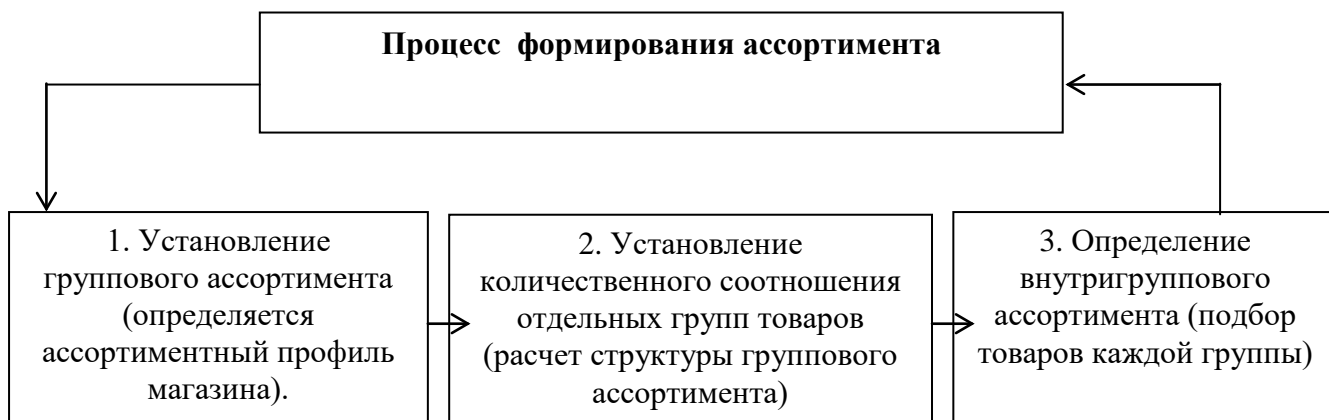 Процесс формирования ассортимента
1. Установление
группового ассортимента
(определяется
ассортиментный профиль
магазина).
2. Установление
количественного соотношения
отдельных групп товаров
(расчет структуры группового
ассортимента)
3. Определение
внутригруппового
ассортимента (подбор
товаров каждой группы)